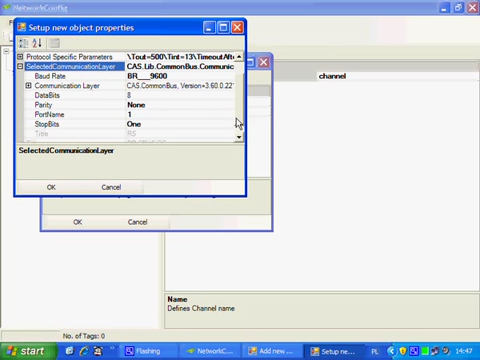 NetworkConfig
Setup new object properties
Protocol Specific Parameters \Tout=500\Tint=13\TimeoutAfte
SelectedCommunicationLayer CAS.Lib.CommonBus.Communic
Baud Rate BR___9600
Communication Layer CAS.CommonBus, Version=3.60.0.22
DataBits 8
Parity None
PortName 1
StopBits One
Title RS
SelectedCommunicationLayer
OK Cancel
channel
OK Cancel
Name
Defines Channel name
No. of Tags: 0
start Flashing NetworkC... Add new ... Setup ne... PL 14:47